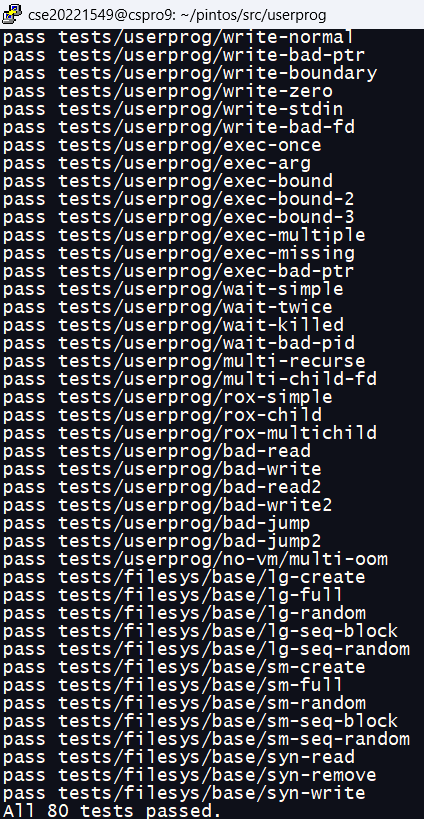 cse20221549@cspro9: ~/pintos/src/userprog
pass tests/userprog/write-normal
pass tests/userprog/write-bad-ptr
pass tests/userprog/write-boundary
pass tests/userprog/write-zero
pass tests/userprog/write-stdin
pass tests/userprog/write-bad-fd
pass tests/userprog/exec-once
pass tests/userprog/exec-arg
pass tests/userprog/exec-bound
pass tests/userprog/exec-bound-2
pass tests/userprog/exec-bound-3
pass tests/userprog/exec-multiple
pass tests/userprog/exec-missing
pass tests/userprog/exec-bad-ptr
pass tests/userprog/wait-simple
pass tests/userprog/wait-twice
pass tests/userprog/wait-killed
pass tests/userprog/wait-bad-pid
pass tests/userprog/multi-recurse
pass tests/userprog/multi-child-fd
pass tests/userprog/rox-simple
pass tests/userprog/rox-child
pass tests/userprog/rox-multichild
pass tests/userprog/bad-read
pass tests/userprog/bad-write
pass tests/userprog/bad-read2
pass tests/userprog/bad-write2
pass tests/userprog/bad-jump
pass tests/userprog/bad-jump2
pass tests/userprog/no-vm/multi-oom
pass tests/filesys/base/lg-create
pass tests/filesys/base/lg-full
pass tests/filesys/base/lg-random
pass tests/filesys/base/lg-seq-block
pass tests/filesys/base/lg-seq-random
pass tests/filesys/base/sm-create
pass tests/filesys/base/sm-full
pass tests/filesys/base/sm-random
pass tests/filesys/base/sm-seq-block
pass tests/filesys/base/sm-seq-random
pass tests/filesys/base/syn-read
pass tests/filesys/base/syn-remove
pass tests/filesys/base/syn-write
All 80 tests passed.